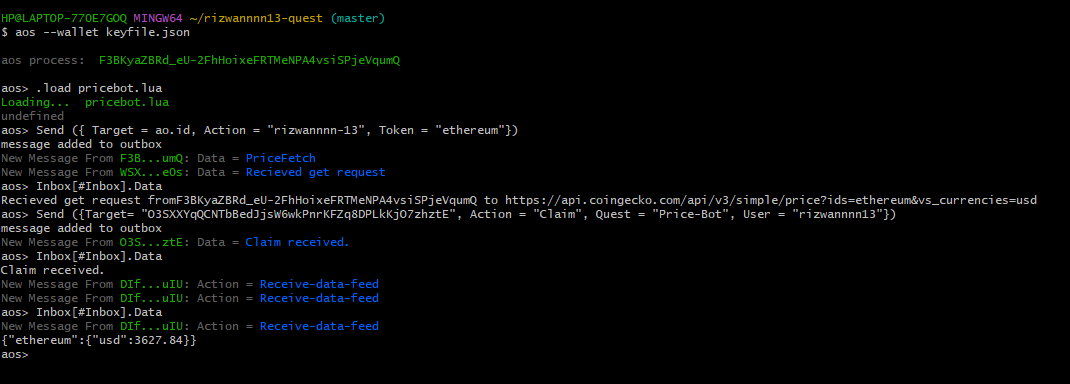 HP@LAPTOP-77OE7GOQ MINGW64 ~/rizwannnn13-quest (master)
$ aos --wallet keyfile.json
aos process:  F3BKyaZBRd_eU-2FhHoixeFRTMeNPA4vsiSPjeVqumQ
aos> .load pricebot.lua
Loading...  pricebot.lua
undefined
aos> Send ({ Target = ao.id, Action = "rizwannnn-13", Token = "ethereum"})
message added to outbox
New Message From F3B...umQ: Data = PriceFetch
New Message From WSX...eOs: Data = Recieved get request
aos> Inbox[#Inbox].Data
Recieved get request fromF3BKyaZBRd_eU-2FhHoixeFRTMeNPA4vsiSPjeVqumQ to https://api.coingecko.com/api/v3/simple/price?ids=ethereum&vs_currencies=usd
aos> Send ({Target= "O3SXXYqQCNTbBedJjsW6wkPnrKFZq8DPLkKjO7zhztE", Action = "Claim", Quest = "Price-Bot", User = "rizwannnn13"})
message added to outbox
New Message From O3S...ztE: Data = Claim received.
aos> Inbox[#Inbox].Data
Claim received.
New Message From DIf...uIU: Action = Receive-data-feed
New Message From DIf...uIU: Action = Receive-data-feed
aos> Inbox[#Inbox].Data
New Message From DIf...uIU: Action = Receive-data-feed
{"ethereum":{"usd":3627.84}}
aos>